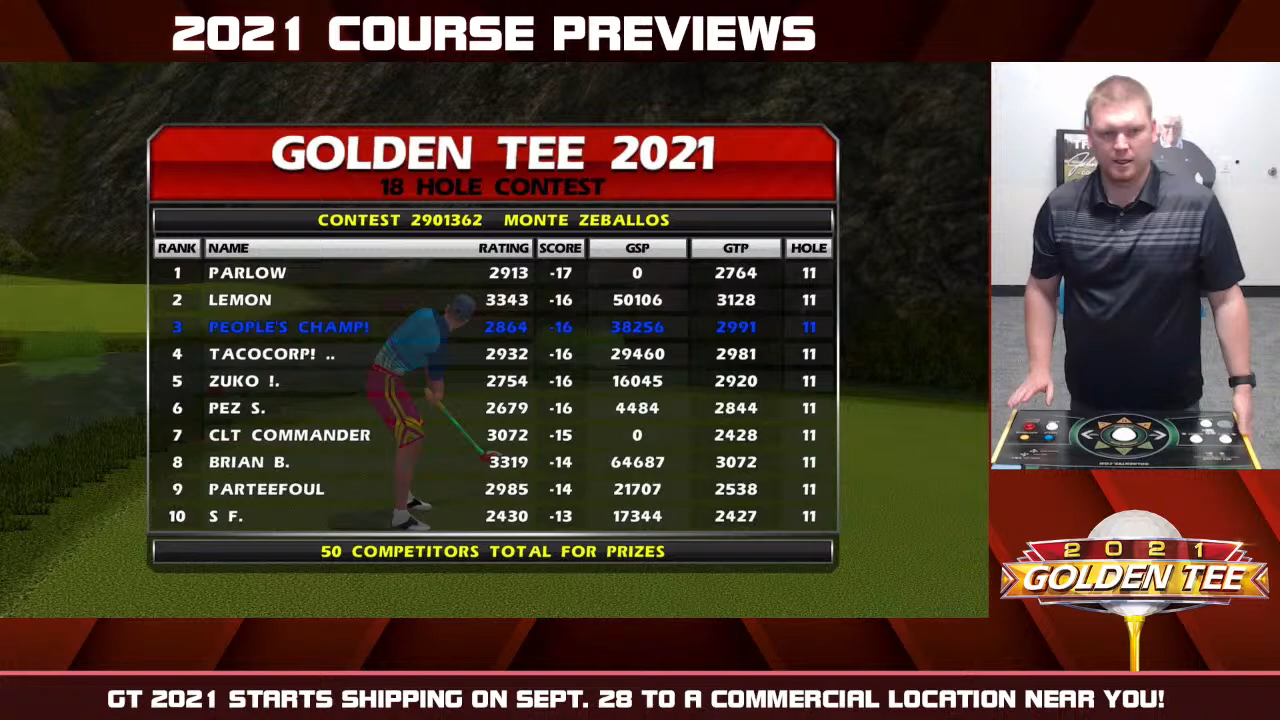 2021 COURSE PREVIEWS
GOLDEN TEE 2021
18 HOLE CONTEST
CONTEST 2901362 MONTE ZEBALLOS
RANK NAME RATING SCORE GSP GTP HOLE
1 PARLOW 2913 -17 0 2764 11
2 LEMON 3343 -16 50106 3128 11
3 PEOPLE'S CHAMP! 2864 -16 38256 2991 11
4 TACOCORP! .. 2932 -16 29460 2981 11
5 ZUKO !. 2754 -16 16045 2920 11
6 PEZ S. 2679 -16 4484 2844 11
7 CLT COMMANDER 3072 -15 0 2428 11
8 BRIAN B. 3319 -14 64687 3072 11
9 PARTEEFOUL 2985 -14 21707 2538 11
10 S F. 2430 -13 17344 2427 11
50 COMPETITORS TOTAL FOR PRIZES
2021
GOLDEN TEE
GT 2021 STARTS SHIPPING ON SEPT. 28 TO A COMMERCIAL LOCATION NEAR YOU!